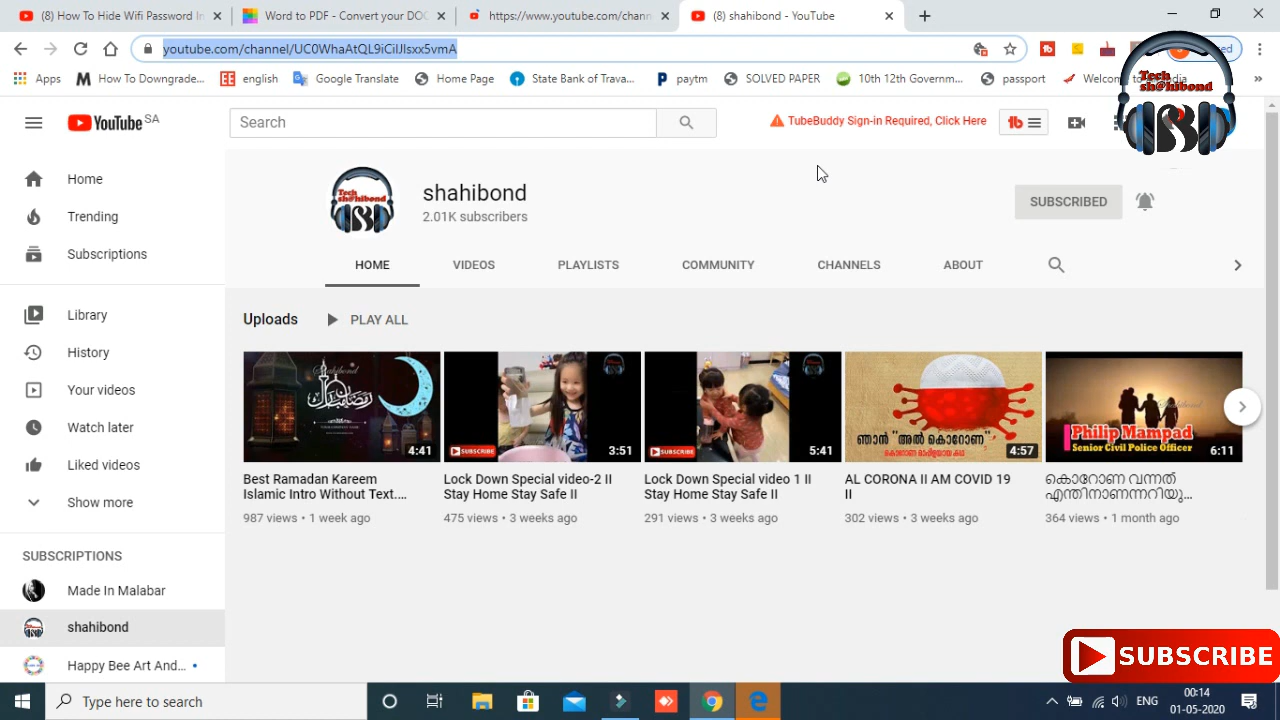 (8) How To Hide Wifi Password In
Word to PDF - Convert your DOC
https://www.youtube.com/chann
(8) shahibond - YouTube
youtube.com/channel/UC0WhaAtQL9iCilJlsxx5vmA
Apps
How To Downgrade...
english
Google Translate
Home Page
State Bank of Trava...
paytm
SOLVED PAPER
10th 12th Governm...
passport
Tech
sh@hibond
YouTube SA
Search
TubeBuddy Sign-in Required, Click Here
Home
Trending
Subscriptions
Library
History
Your videos
Watch later
Liked videos
Show more
SUBSCRIPTIONS
Made In Malabar
shahibond
Happy Bee Art And...
shahibond
2.01K subscribers
SUBSCRIBED
HOME
VIDEOS
PLAYLISTS
COMMUNITY
CHANNELS
ABOUT
Uploads
PLAY ALL
4:41
SUBSCRIBE
3:51
SUBSCRIBE
5:41
ഞാൻ "അൽ കൊറോണ"
4:57
Philip Mampad
Senior Civil Police Officer
6:11
Best Ramadan Kareem
Islamic Intro Without Text....
987 views • 1 week ago
Lock Down Special video-2 II
Stay Home Stay Safe II
475 views • 3 weeks ago
Lock Down Special video 1 II
Stay Home Stay Safe II
291 views • 3 weeks ago
AL CORONA II AM COVID 19
II
302 views • 3 weeks ago
കൊറോണ വന്നത്
എന്തിനാണന്നറിയു...
364 views • 1 month ago
SUBSCRIBE
Type here to search
ENG
00:14
01-05-2020